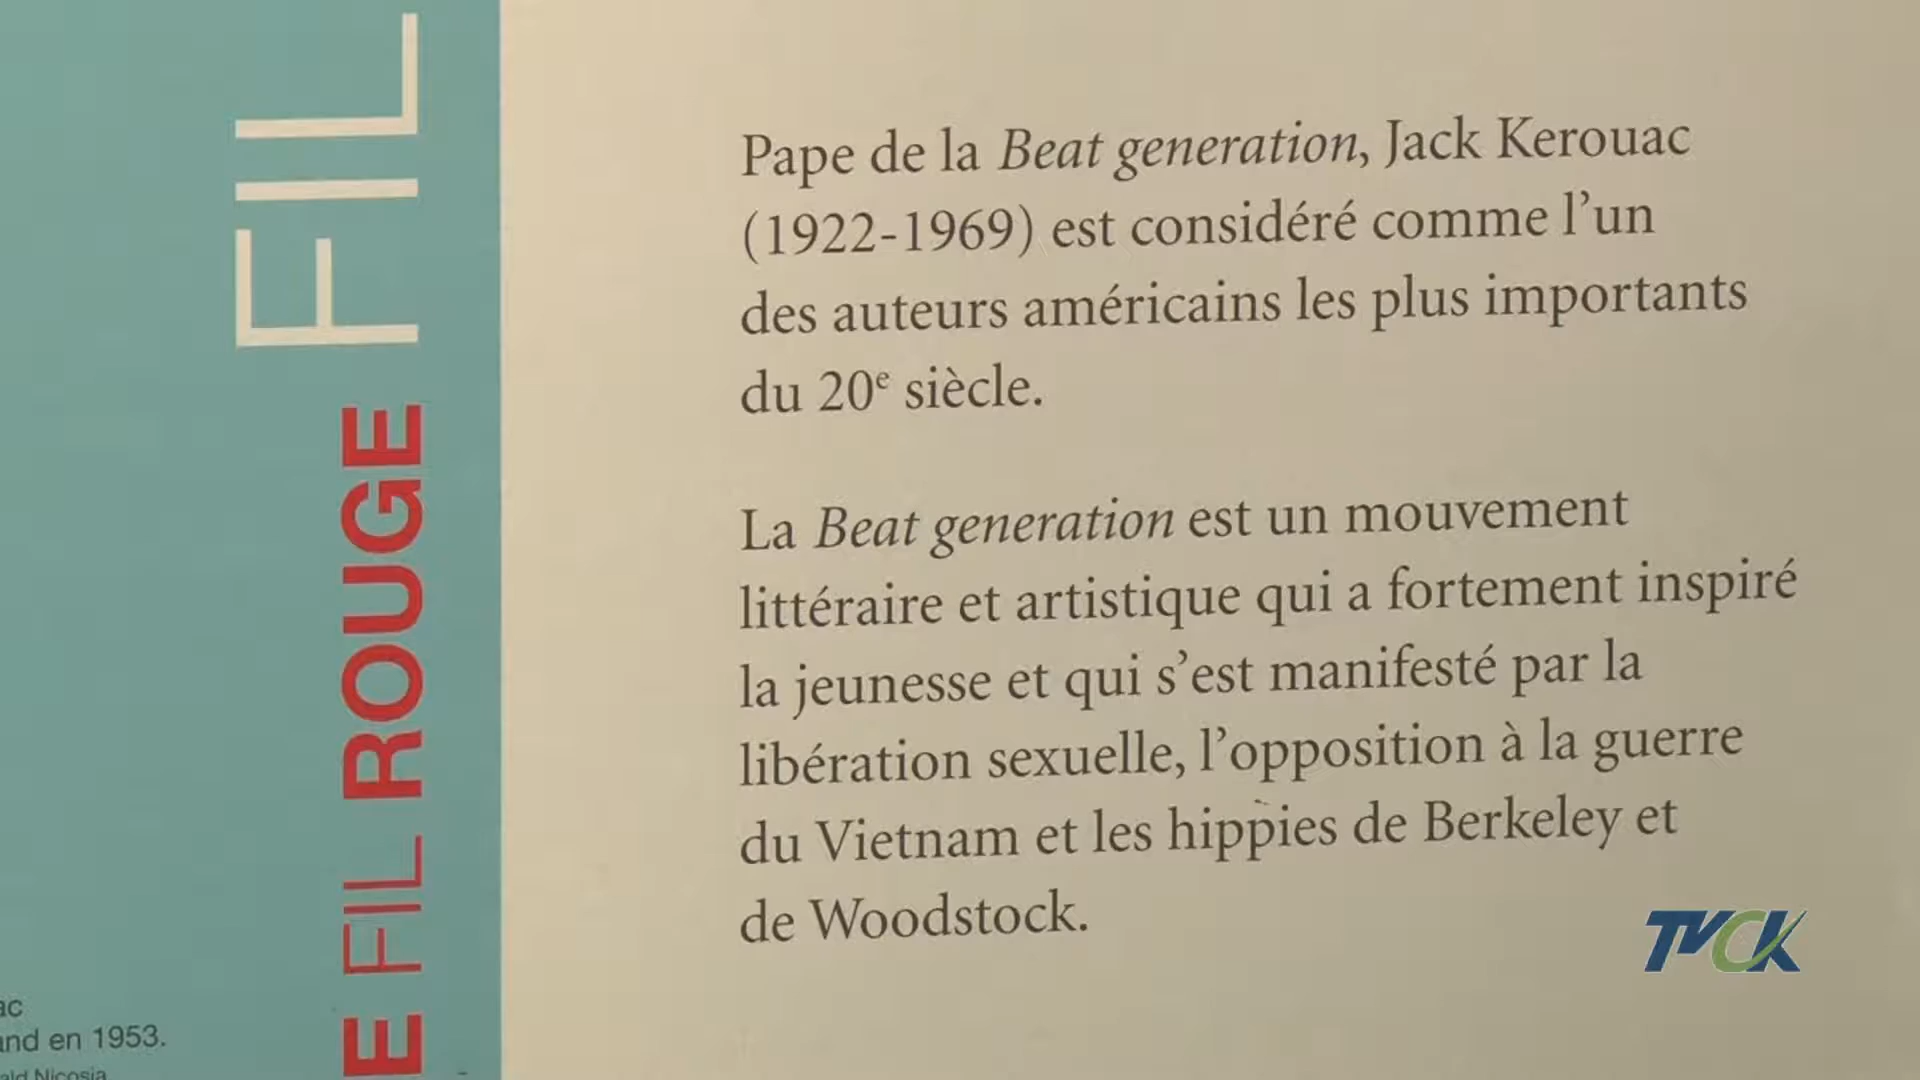 FIL
E FIL ROUGE
Pape de la Beat generation, Jack Kerouac
(1922-1969) est considéré comme l'un
des auteurs américains les plus importants
du 20e siècle.
La Beat generation est un mouvement
littéraire et artistique qui a fortement inspiré
la jeunesse et qui s'est manifesté par la
libération sexuelle, l'opposition à la guerre
du Vietnam et les hippies de Berkeley et
de Woodstock.
ac
and en 1953.
ald Nicosia
TVCK